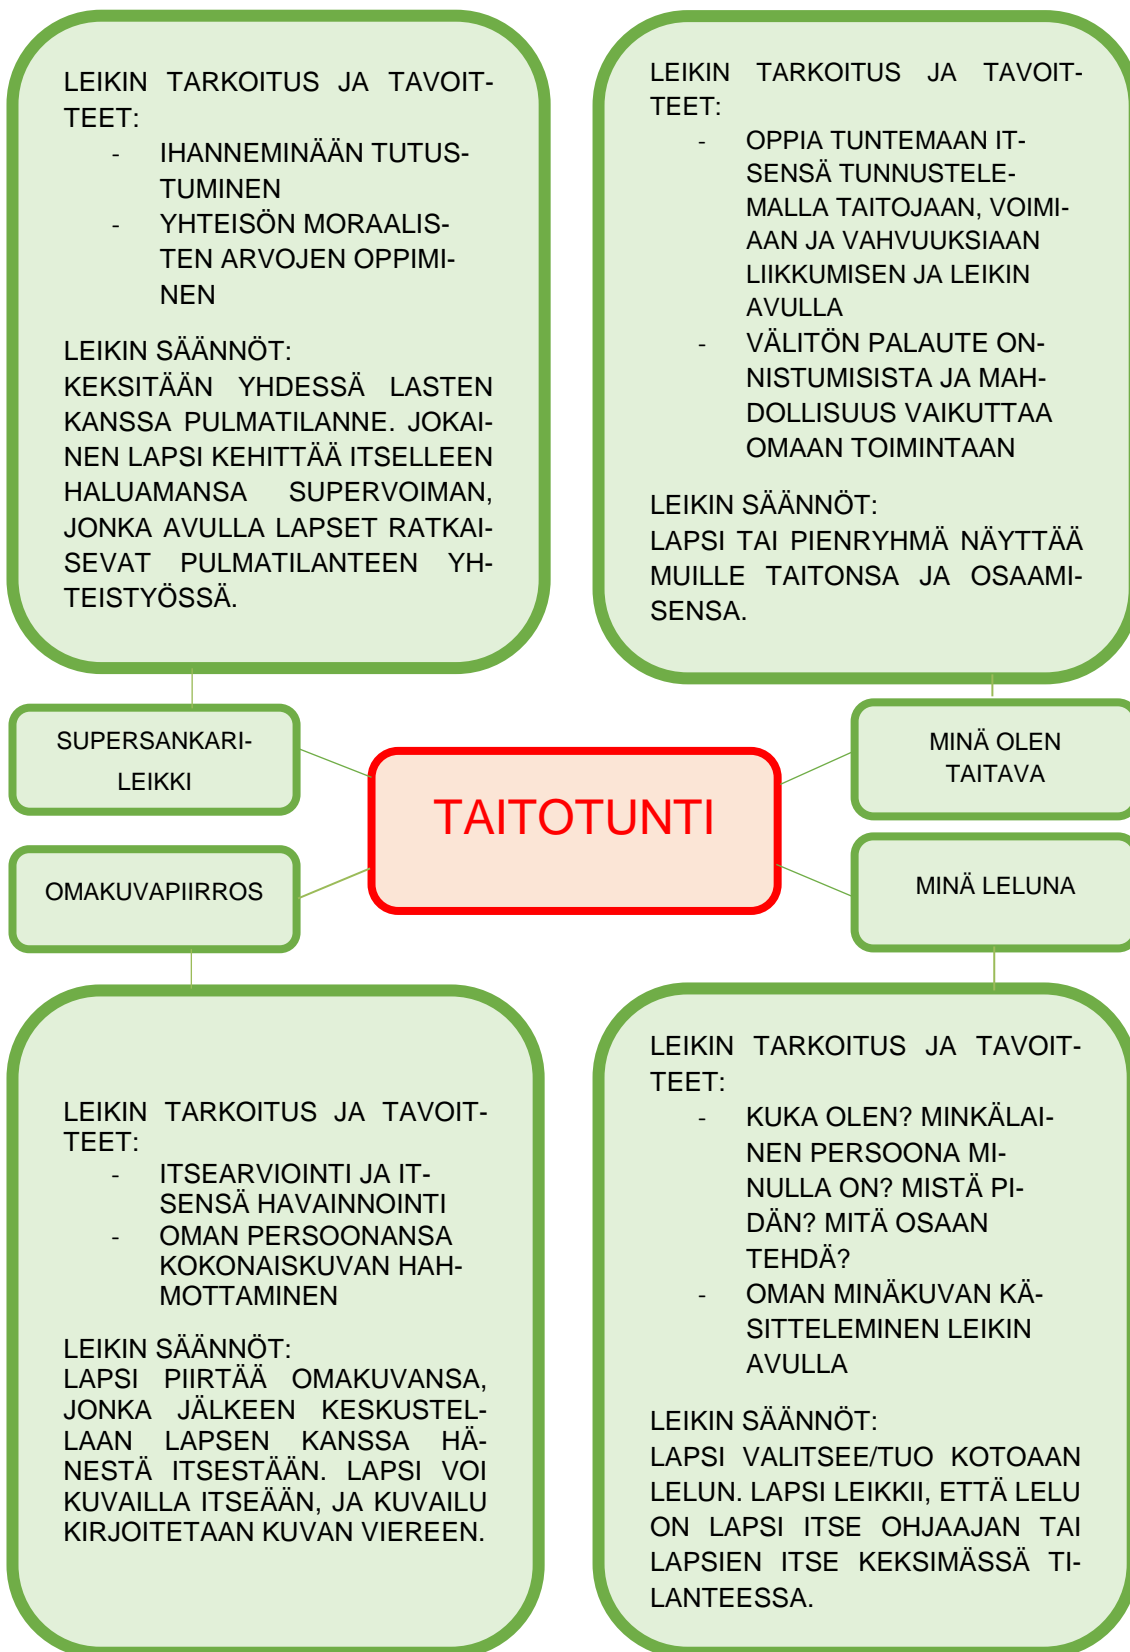 LEIKIN TARKOITUS JA TAVOIT-
TEET:
- IHANNEMINÄÄN TUTUS-
TUMINEN
- YHTEISÖN MORAALIS-
TEN ARVOJEN OPPIMI-
NEN
LEIKIN SÄÄNNÖT:
KEKSITÄÄN YHDESSÄ LASTEN
KANSSA PULMATILANNE. JOKAI-
NEN LAPSI KEHITTÄÄ ITSELLEEN
HALUAMANSA SUPERVOIMAN,
JONKA AVULLA LAPSET RATKAI-
SEVAT PULMATILANTEEN YH-
TEISTYÖSSÄ.
LEIKIN TARKOITUS JA TAVOIT-
TEET:
- OPPIA TUNTEMAAN IT-
SENSÄ TUNNUSTELE-
MALLA TAITOJAAN, VOIMI-
AAN JA VAHVUUKSIAAN
LIIKKUMISEN JA LEIKIN
AVULLA
- VÄLITÖN PALAUTE ON-
NISTUMISISTA JA MAH-
DOLLISUUS VAIKUTTAA
OMAAN TOIMINTAAN
LEIKIN SÄÄNNÖT:
LAPSI TAI PIENRYHMÄ NÄYTTÄÄ
MUILLE TAITONSA JA OSAAMI-
SENSA.
SUPERSANKARI-
LEIKKI
MINÄ OLEN
TAITAVA
TAITOTUNTI
OMAKUVAPIIRROS
MINÄ LELUNA
LEIKIN TARKOITUS JA TAVOIT-
TEET:
- ITSEARVIOINTI JA IT-
SENSÄ HAVAINNOINTI
- OMAN PERSOONANSA
KOKONAISKUVAN HAH-
MOTTAMINEN
LEIKIN SÄÄNNÖT:
LAPSI PIIRTÄÄ OMAKUVANSA,
JONKA JÄLKEEN KESKUSTEL-
LAAN LAPSEN KANSSA HÄ-
NESTÄ ITSESTÄÄN. LAPSI VOI
KUVAILLA ITSEÄÄN, JA KUVAILU
KIRJOITETAAN KUVAN VIEREEN.
LEIKIN TARKOITUS JA TAVOIT-
TEET:
- KUKA OLEN? MINKÄLAI-
NEN PERSOONA MI-
NULLA ON? MISTÄ PI-
DÄN? MITÄ OSAAN
TEHDÄ?
- OMAN MINÄKUVAN KÄ-
SITTELEMINEN LEIKIN
AVULLA
LEIKIN SÄÄNNÖT:
LAPSI VALITSEE/TUO KOTOAAN
LELUN. LAPSI LEIKKII, ETTÄ LELU
ON LAPSI ITSE OHJAAJAN TAI
LAPSIEN ITSE KEKSIMÄSSÄ TI-
LANTEESSA.